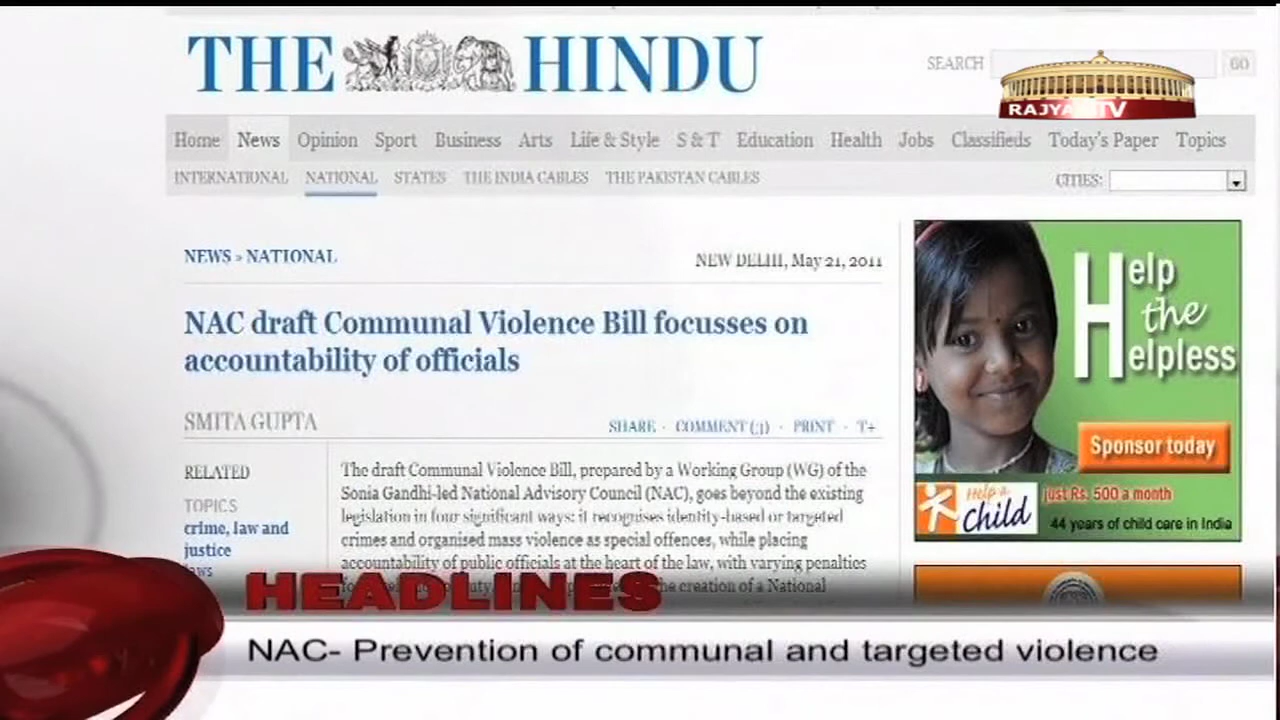 THE HINDU
SEARCH
GO
RAJYA TV
Home News Opinion Sport Business Arts Life & Style S & T Education Health Jobs Classifieds Today's Paper Topics
INTERNATIONAL NATIONAL STATES THE INDIA CABLES THE PAKISTAN CABLES
CITIES:
NEWS » NATIONAL
NEW DELHI, May 21, 2011
NAC draft Communal Violence Bill focusses on
accountability of officials
SMITA GUPTA
SHARE · COMMENT · PRINT · T+
RELATED
TOPICS
crime, law and
justice
The draft Communal Violence Bill, prepared by a Working Group (WG) of the
Sonia Gandhi-led National Advisory Council (NAC), goes beyond the existing
legislation in four significant ways: it recognises identity-based or targeted
crimes and organised mass violence as special offences, while placing
accountability of public officials at the heart of the law, with varying penalties
the creation of a National
Help
the
Helpless
Sponsor today
Help a
child
just Rs. 500 a month
44 years of child care in India
HEADLINES
NAC- Prevention of communal and targeted violence